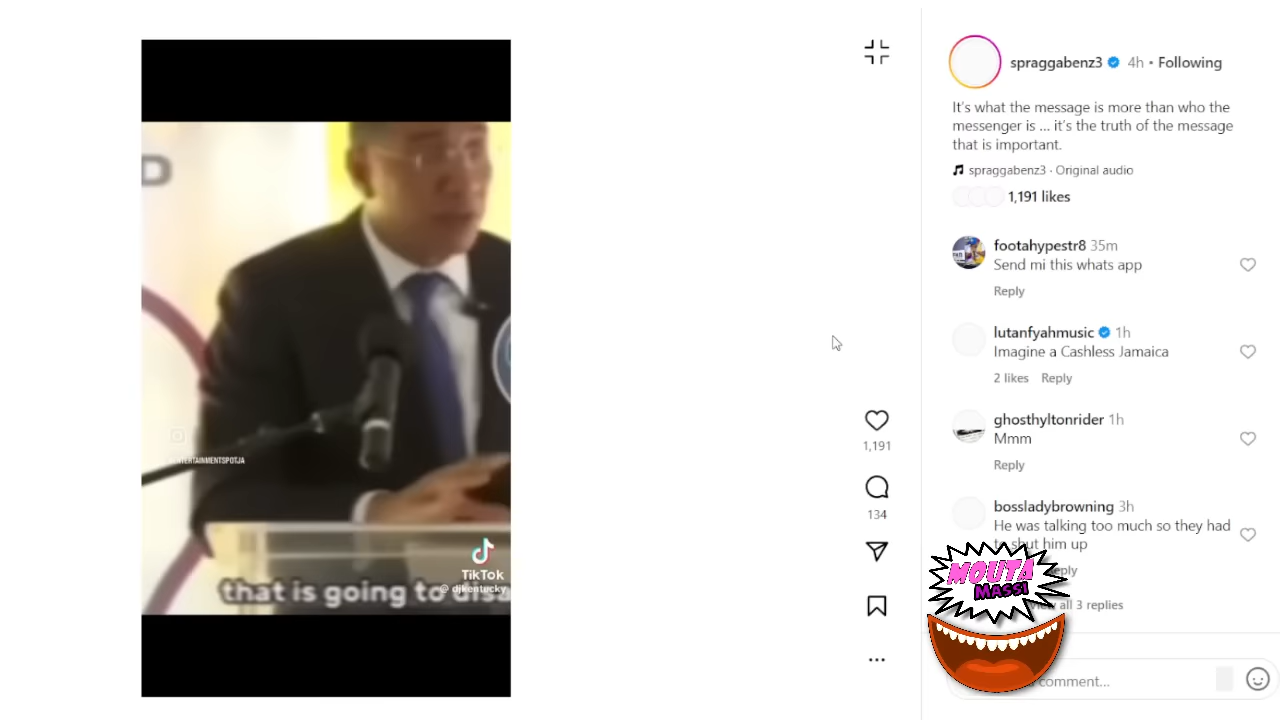 D
ENTERTAINMENTSPOTJA
TikTok
@ djkentucky
that is going to disa
1,191
134
spraggabenz3 4h • Following
It's what the message is more than who the
messenger is ... it's the truth of the message
that is important.
spraggabenz3 · Original audio
1,191 likes
footahypestr8 35m
Send mi this whats app
Reply
lutanfyahmusic 1h
Imagine a Cashless Jamaica
2 likes Reply
ghosthyltonrider 1h
Mmm
Reply
bossladybrowning 3h
He was talking too much so they had
to shut him up
eply
all 3 replies
MOUTA
MASSI
comment...